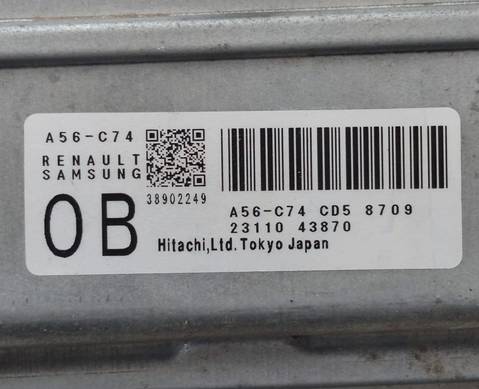 A56-C74
RENAULT
SAMSUNG
38902249
OB
A56-C74 CD5 8709
23110 43870
Hitachi,Ltd.Tokyo Japan